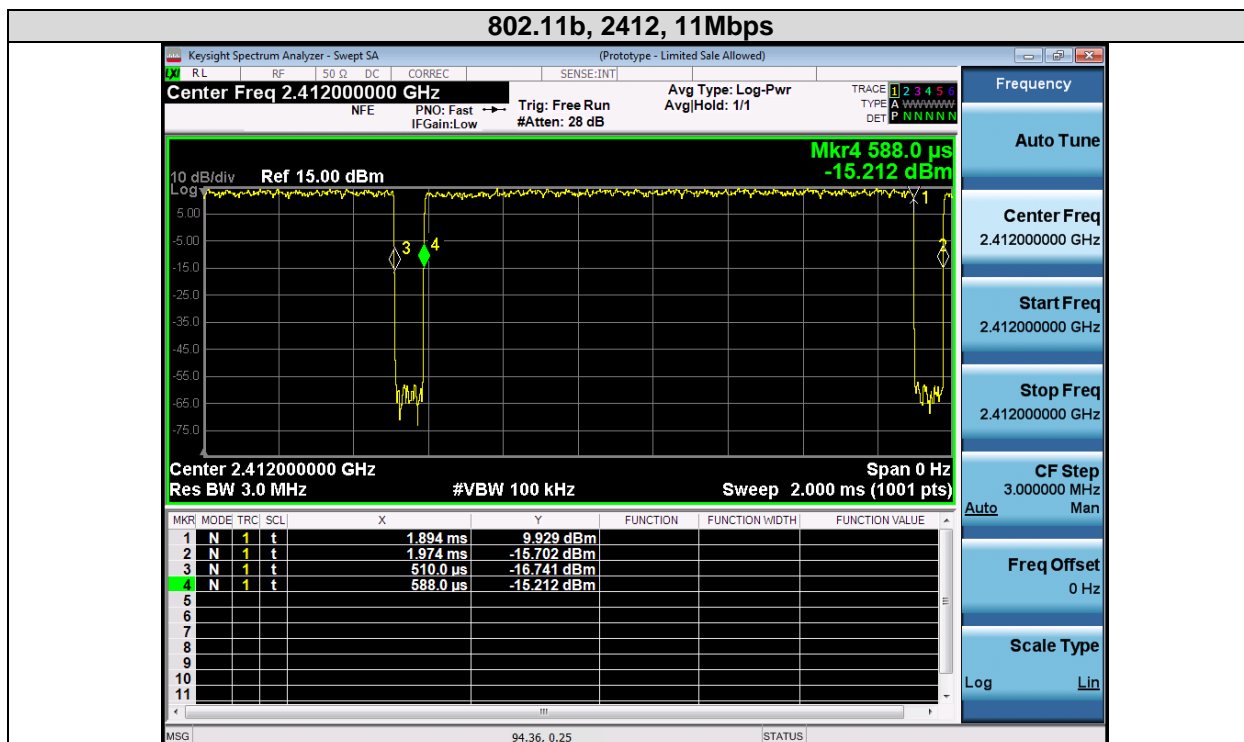 802.11b, 2412, 11Mbps
Keysight Spectrum Analyzer - Swept SA (Prototype - Limited Sale Allowed)
LXI RL RF 50 Ω DC CORREC SENSE:INT
Center Freq 2.412000000 GHz
NFE PNO: Fast
IFGain:Low
Trig: Free Run
#Atten: 28 dB
Avg Type: Log-Pwr
Avg|Hold: 1/1
TRACE 1 2 3 4 5 6
TYPE A WWWWW
DET P N N N N N
Mkr4 588.0 µs
-15.212 dBm
10 dB/div Ref 15.00 dBm
Log
5.00
-5.00
-15.0
-25.0
-35.0
-45.0
-55.0
-65.0
-75.0
1
2
3
4
Center 2.412000000 GHz Span 0 Hz
Res BW 3.0 MHz #VBW 100 kHz Sweep 2.000 ms (1001 pts)
MKR MODE TRC SCL X Y FUNCTION FUNCTION WIDTH FUNCTION VALUE
1 N 1 t 1.894 ms 9.929 dBm
2 N 1 t 1.974 ms -15.702 dBm
3 N 1 t 510.0 µs -16.741 dBm
4 N 1 t 588.0 µs -15.212 dBm
5
6
7
8
9
10
11
MSG 94.36, 0.25 STATUS
Frequency
Auto Tune
Center Freq
2.412000000 GHz
Start Freq
2.412000000 GHz
Stop Freq
2.412000000 GHz
CF Step
3.000000 MHz
Auto Man
Freq Offset
0 Hz
Scale Type
Log Lin